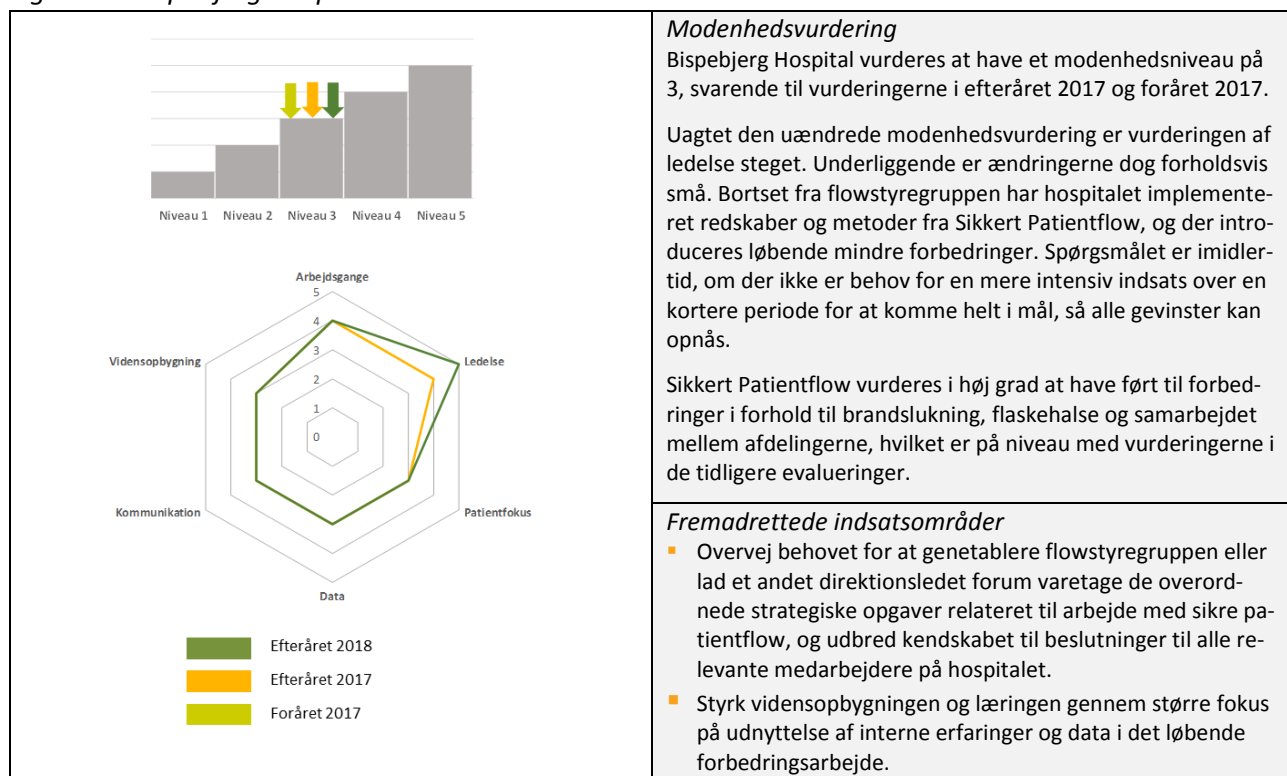 Niveau 1 Niveau 2 Niveau 3 Niveau 4 Niveau 5
Arbejdsgange
5
4
3
2
1
0
Vidensopbygning
Ledelse
Kommunikation
Patientfokus
Data
Efteråret 2018
Efteråret 2017
Foråret 2017
Modenhedsvurdering
Bispebjerg Hospital vurderes at have et modenhedsniveau på
3, svarende til vurderingerne i efteråret 2017 og foråret 2017.
Uagtet den uændrede modenhedsvurdering er vurderingen af
ledelse steget. Underliggende er ændringerne dog forholdsvis
små. Bortset fra flowstyregruppen har hospitalet implemente-
ret redskaber og metoder fra Sikkert Patientflow, og der intro-
duceres løbende mindre forbedringer. Spørgsmålet er imidler-
tid, om der ikke er behov for en mere intensiv indsats over en
kortere periode for at komme helt i mål, så alle gevinster kan
opnås.
Sikkert Patientflow vurderes i høj grad at have ført til forbed-
ringer i forhold til brandslukning, flaskehalse og samarbejdet
mellem afdelingerne, hvilket er på niveau med vurderingerne i
de tidligere evalueringer.
Fremadrettede indsatsområder
▪ Overvej behovet for at genetablere flowstyregruppen eller
lad et andet direktionsledet forum varetage de overord-
nede strategiske opgaver relateret til arbejde med sikre pa-
tientflow, og udbred kendskabet til beslutninger til alle re-
levante medarbejdere på hospitalet.
▪ Styrk vidensopbygningen og læringen gennem større fokus
på udnyttelse af interne erfaringer og data i det løbende
forbedringsarbejde.